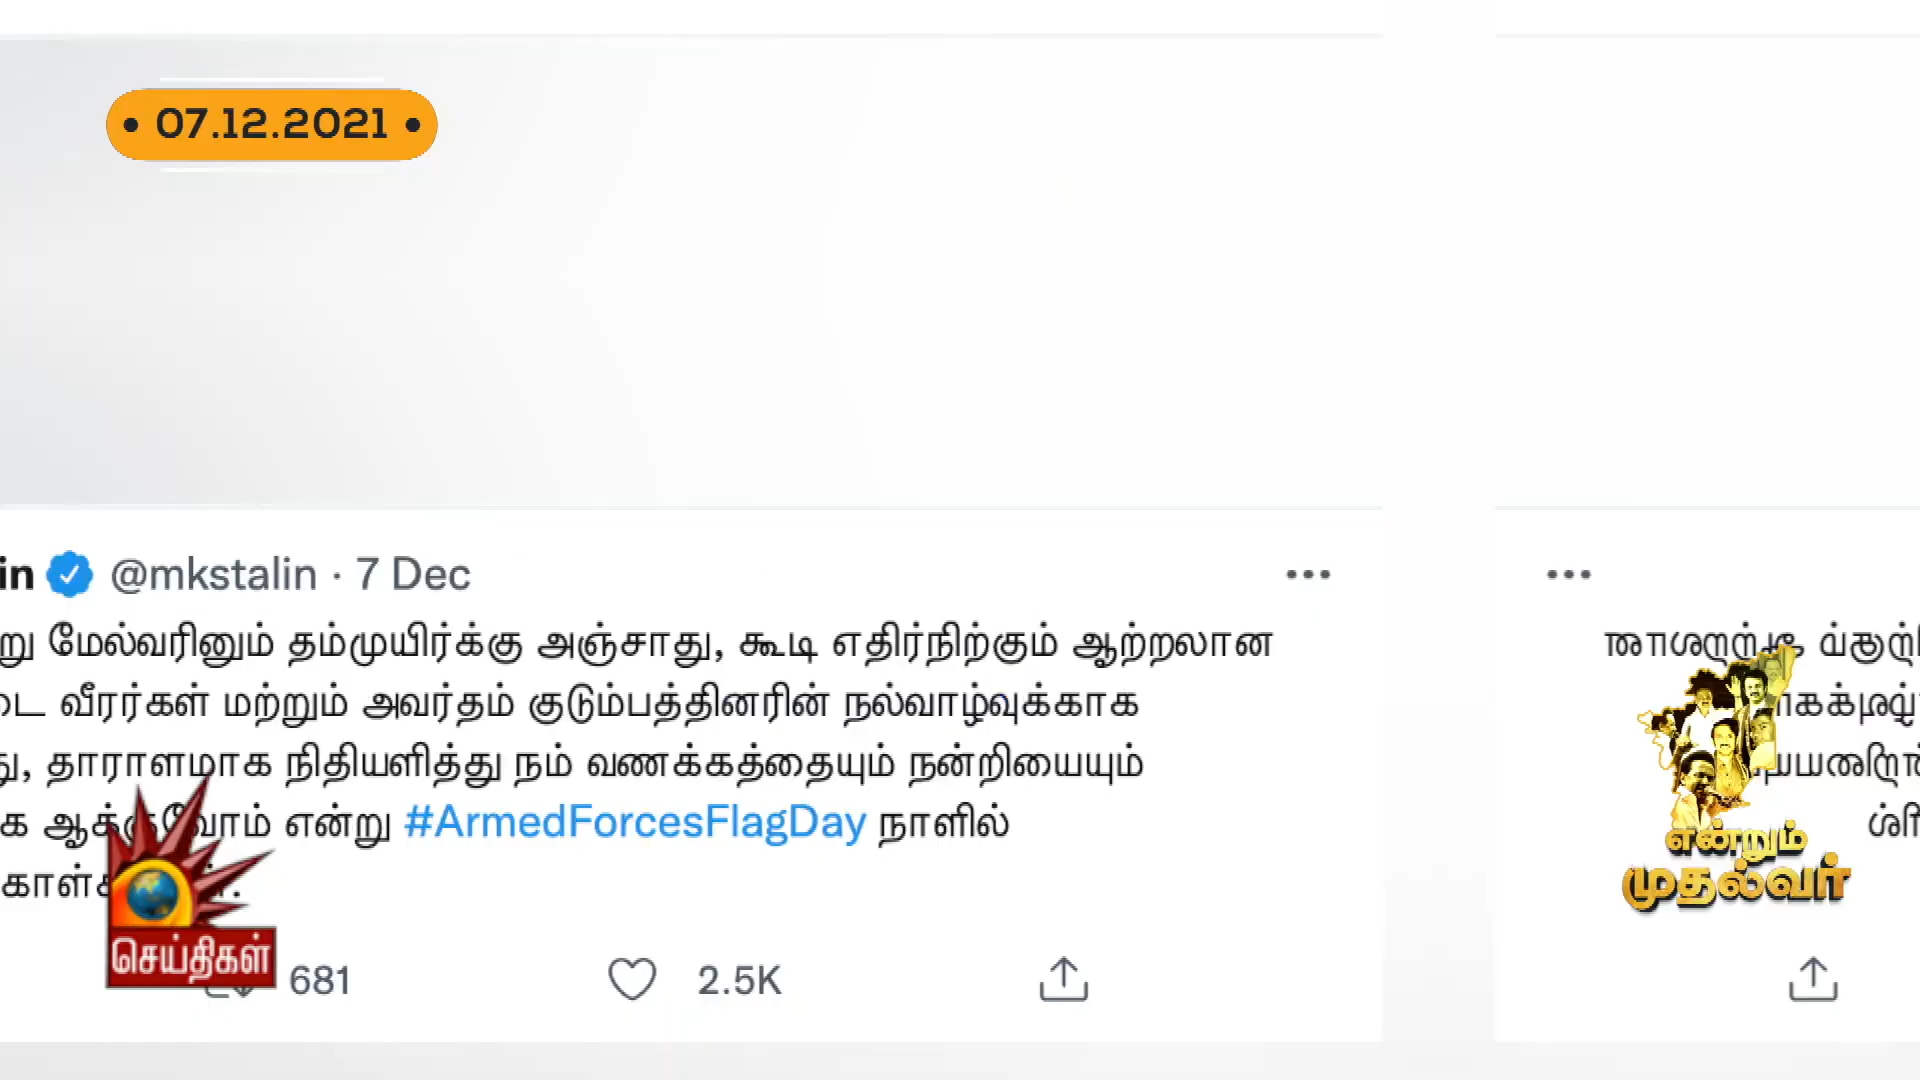 • 07.12.2021 •
in @mkstalin · 7 Dec
று மேல்வரினும் தம்முயிர்க்கு அஞ்சாது, கூடி எதிர்நிற்கும் ஆற்றலான
டை வீரர்கள் மற்றும் அவர்தம் குடும்பத்தினரின் நல்வாழ்வுக்காக
து, தாராளமாக நிதியளித்து நம் வணக்கத்தையும் நன்றியையும்
க ஆக்குவோம் என்று #ArmedForcesFlagDay நாளில்
செய்திகள்
681 2.5K
என்றும்
முதல்வர்